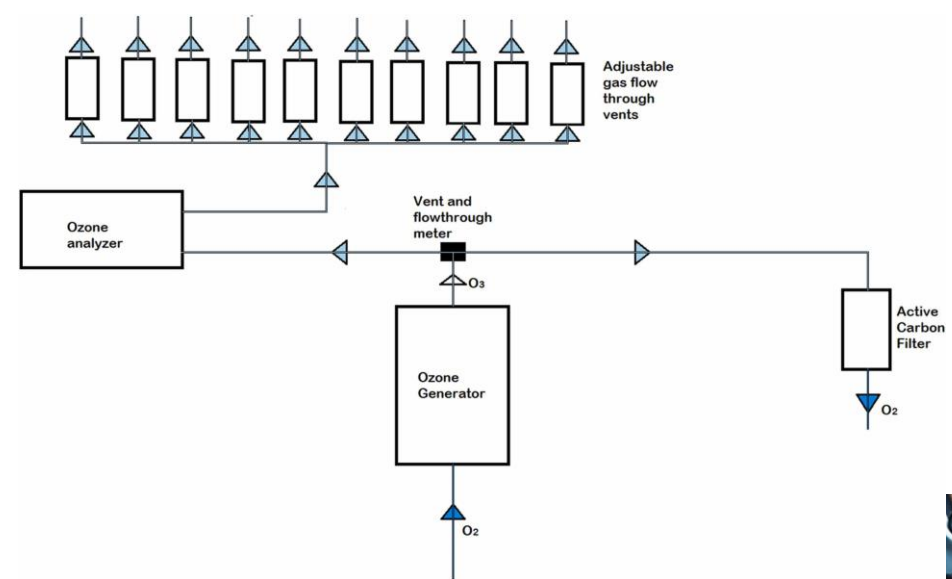 Adjustable
gas flow
through
vents
Vent and
flowthrough
meter
Ozone
analyzer
O₃
Active
Carbon
Filter
Ozone
Generator
O₂
O₂